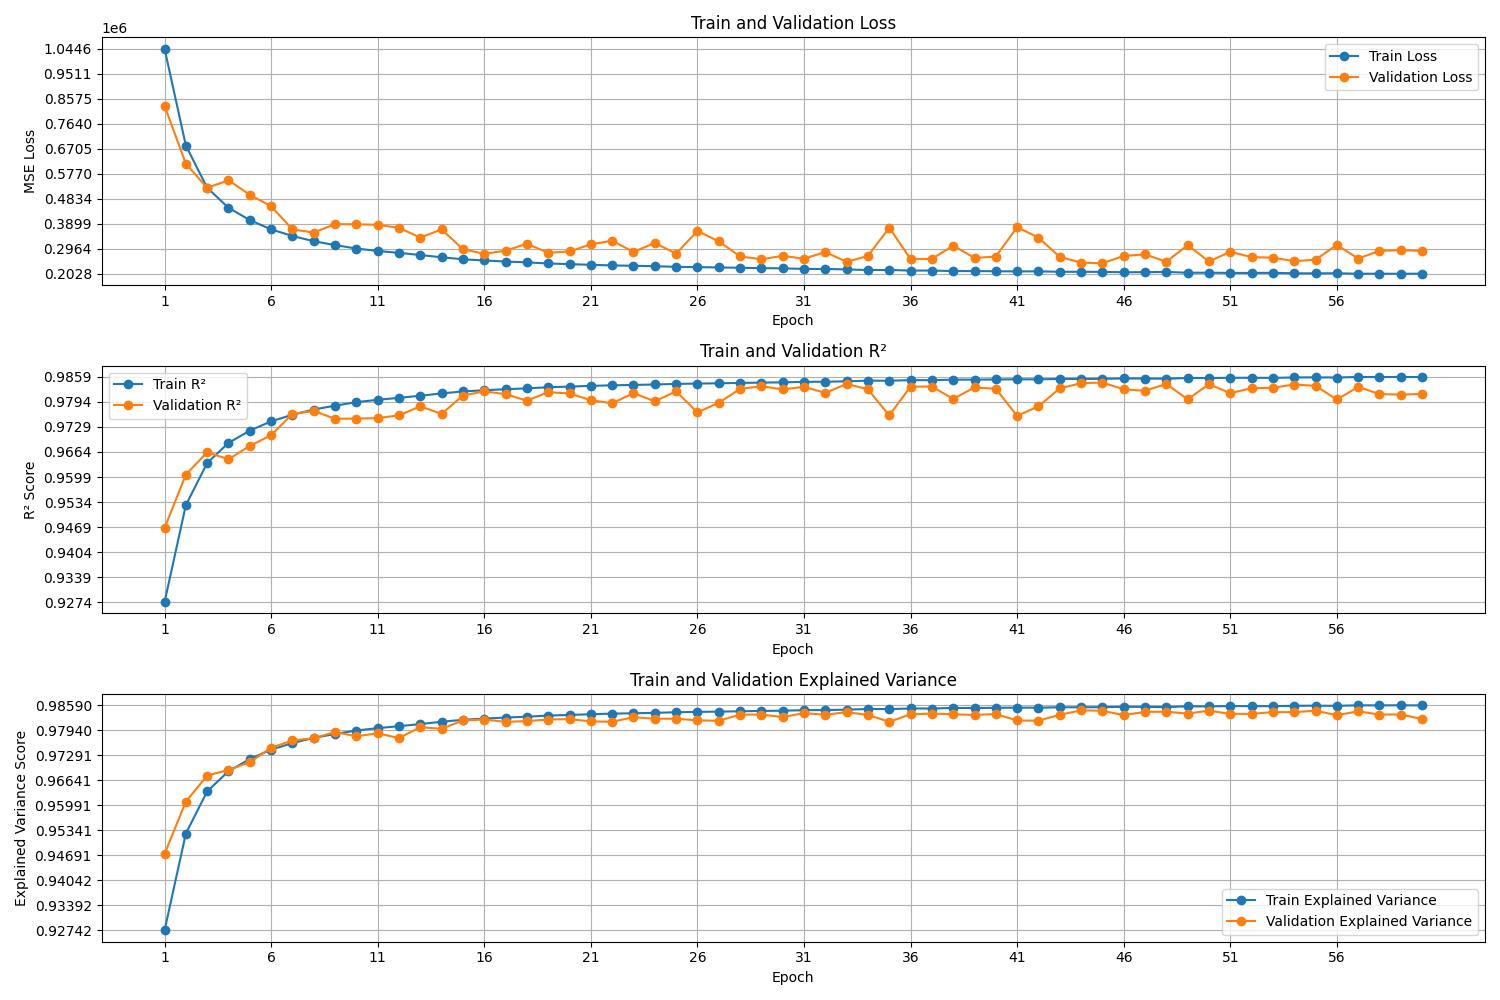 Train and Validation Loss
1e6
1.0446
0.9511
0.8575
0.7640
0.6705
0.5770
0.4834
0.3899
0.2964
0.2028
MSE Loss
Train Loss
Validation Loss
1 6 11 16 21 26 31 36 41 46 51 56
Epoch
Train and Validation R²
0.9859
0.9794
0.9729
0.9664
0.9599
0.9534
0.9469
0.9404
0.9339
0.9274
R² Score
Train R²
Validation R²
1 6 11 16 21 26 31 36 41 46 51 56
Epoch
Train and Validation Explained Variance
0.98590
0.97940
0.97291
0.96641
0.95991
0.95341
0.94691
0.94042
0.93392
0.92742
Explained Variance Score
Train Explained Variance
Validation Explained Variance
1 6 11 16 21 26 31 36 41 46 51 56
Epoch